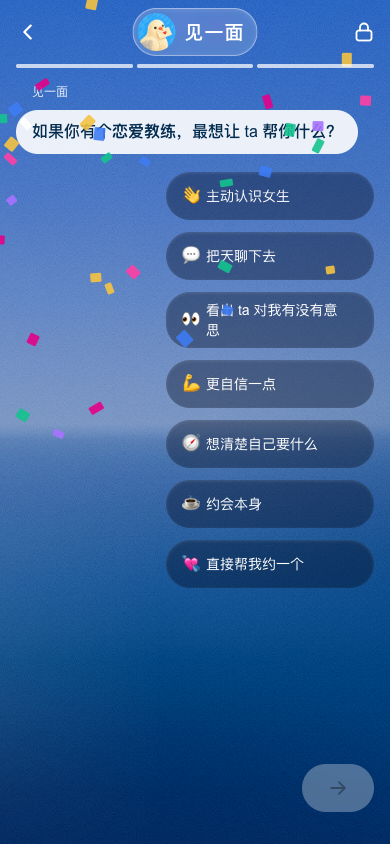 见一面
见一面
如果你有个恋爱教练，最想让 ta 帮你什么？
👋 主动认识女生
💬 把天聊下去
👀 看出 ta 对我有没有意
思
💪 更自信一点
🧭 想清楚自己要什么
☕ 约会本身
💘 直接帮我约一个